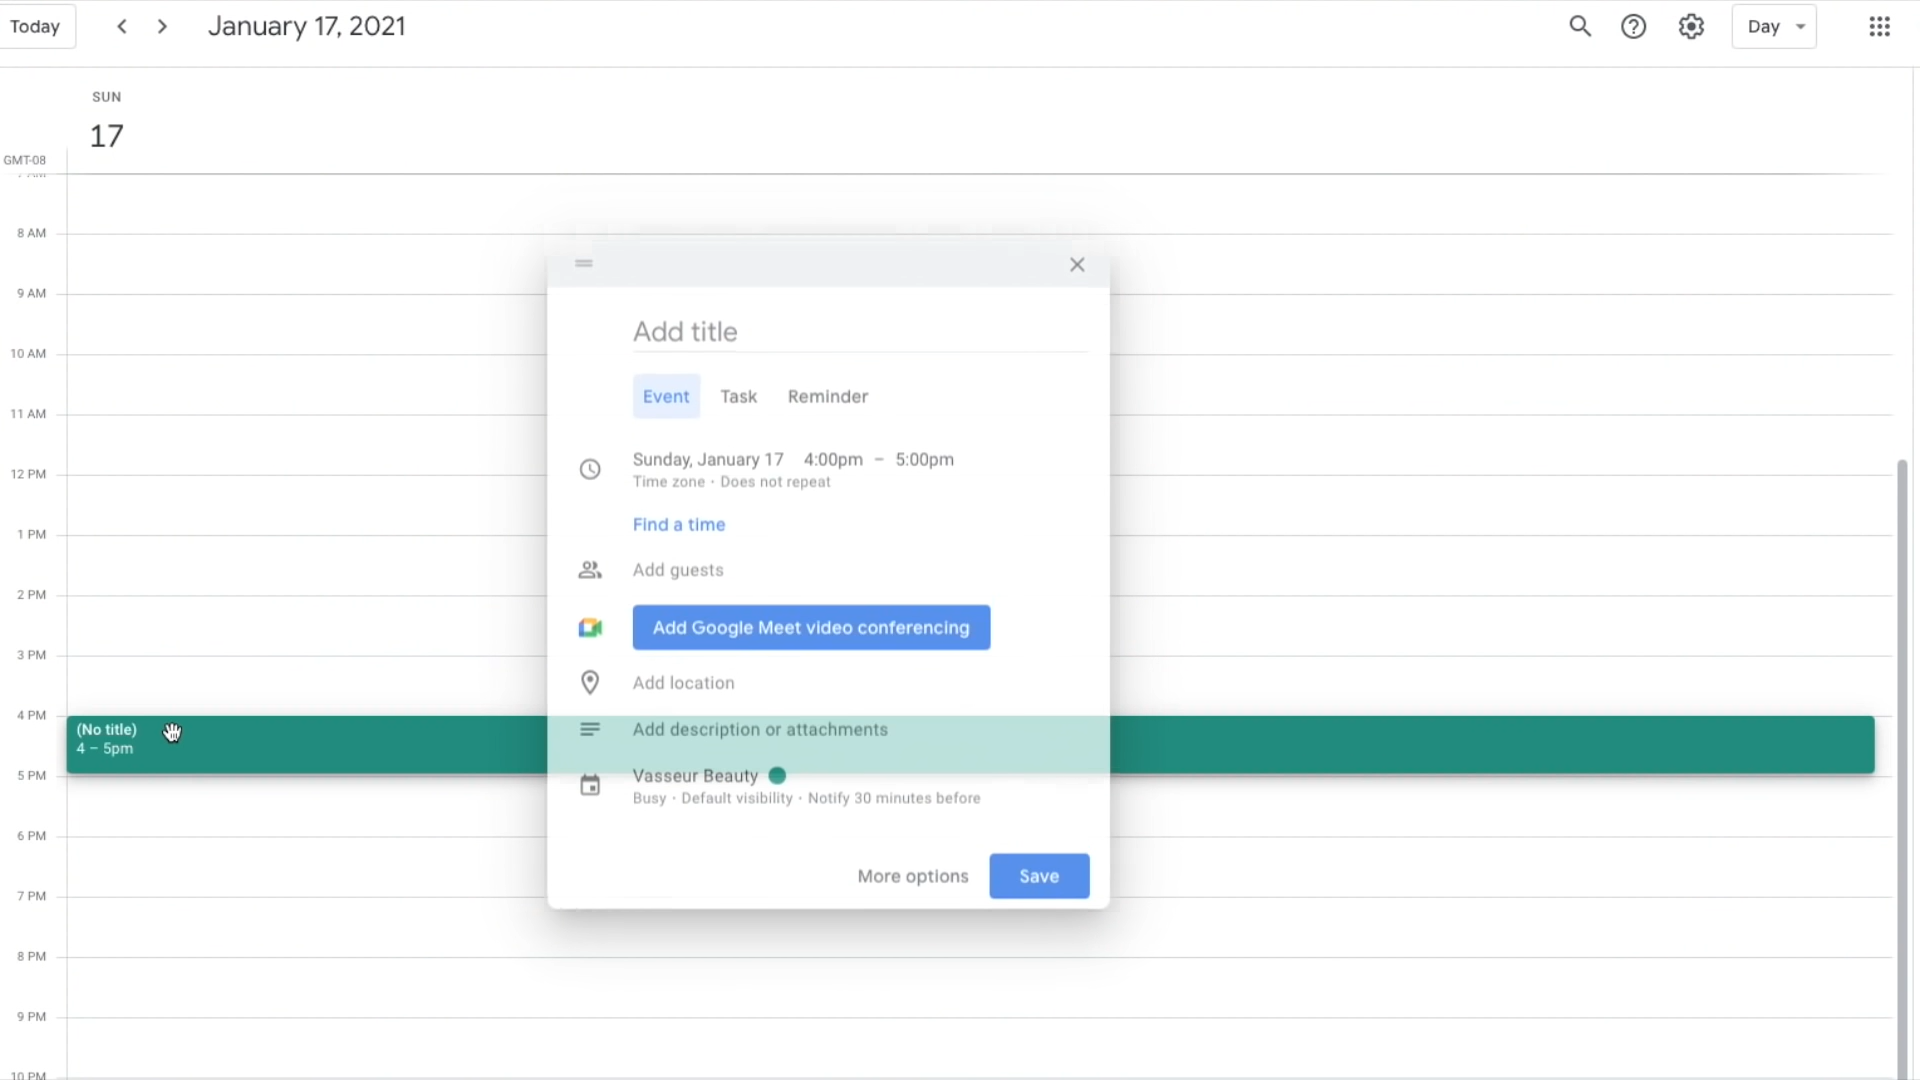 Today
January 17, 2021
Day
SUN
17
GMT-08
8 AM
9 AM
10 AM
11 AM
12 PM
1 PM
2 PM
3 PM
4 PM
5 PM
6 PM
7 PM
8 PM
9 PM
10 PM
(No title)
4 – 5pm
Add title
Event Task Reminder
Sunday, January 17 4:00pm – 5:00pm
Time zone · Does not repeat
Find a time
Add guests
Add Google Meet video conferencing
Add location
Add description or attachments
Vasseur Beauty
Busy · Default visibility · Notify 30 minutes before
More options Save